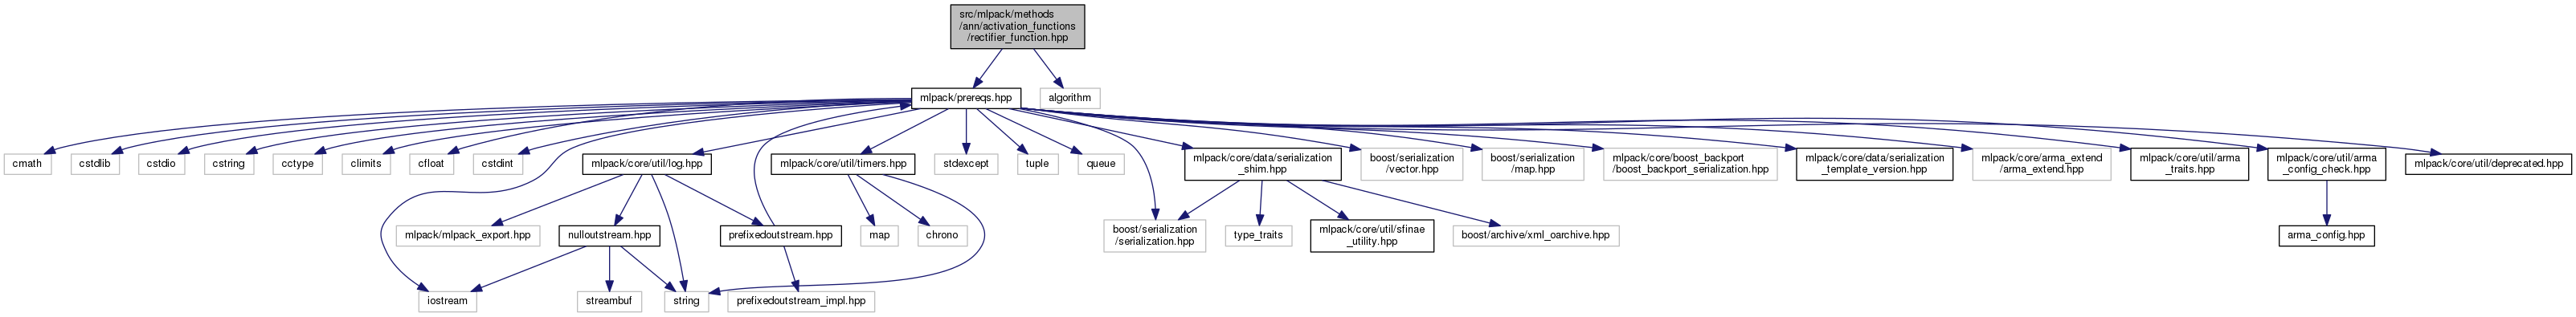 src/mlpack/methods
/ann/activation_functions
/rectifier_function.hpp
mlpack/prereqs.hpp
algorithm
cmath
cstdlib
cstdio
cstring
cctype
climits
cfloat
cstdint
mlpack/core/util/log.hpp
mlpack/core/util/timers.hpp
stdexcept
tuple
queue
mlpack/core/data/serialization
_shim.hpp
boost/serialization
/vector.hpp
boost/serialization
/map.hpp
mlpack/core/boost_backport
/boost_backport_serialization.hpp
mlpack/core/data/serialization
_template_version.hpp
mlpack/core/arma_extend
/arma_extend.hpp
mlpack/core/util/arma
_traits.hpp
mlpack/core/util/arma
_config_check.hpp
mlpack/core/util/deprecated.hpp
mlpack/mlpack_export.hpp
nulloutstream.hpp
prefixedoutstream.hpp
map
chrono
boost/serialization
/serialization.hpp
type_traits
mlpack/core/util/sfinae
_utility.hpp
boost/archive/xml_oarchive.hpp
arma_config.hpp
iostream
streambuf
string
prefixedoutstream_impl.hpp